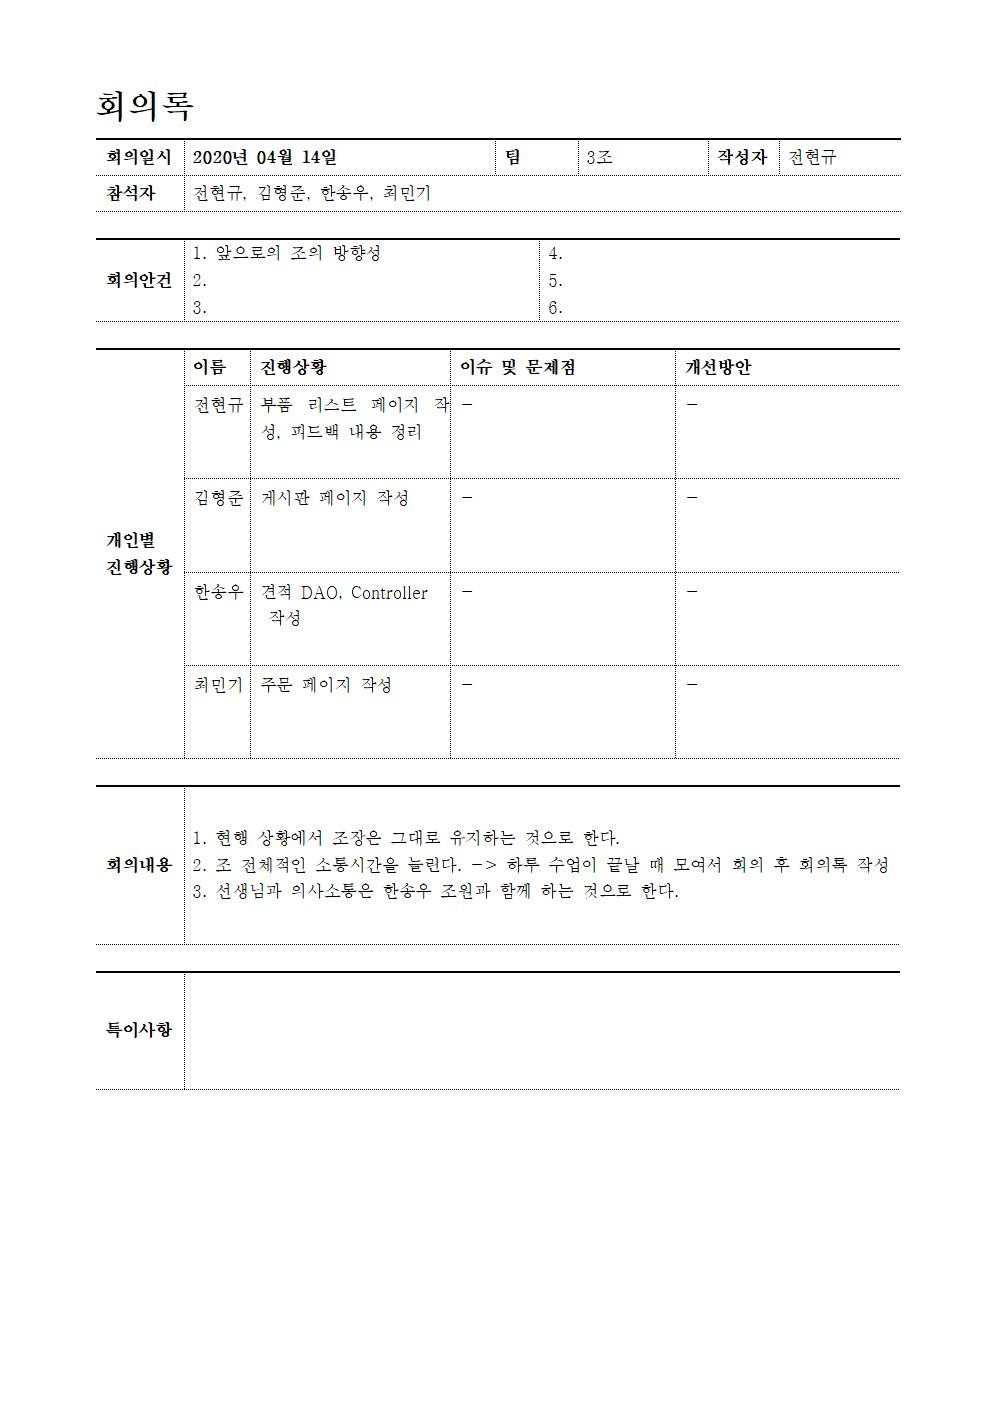 회의록
회의일시 2020년 04월 14일 팀 3조 작성자 전현규
참석자 전현규, 김형준, 한송우, 최민기
회의안건
1. 앞으로의 조의 방향성
2.
3.
4.
5.
6.
개인별
진행상황
이름 진행상황 이슈 및 문제점 개선방안
전현규 부품 리스트 페이지 작 - -
성, 피드백 내용 정리
김형준 게시판 페이지 작성 - -
한송우 견적 DAO, Controller - -
작성
최민기 주문 페이지 작성 - -
회의내용
1. 현행 상황에서 조장은 그대로 유지하는 것으로 한다.
2. 조 전체적인 소통시간을 늘린다. -> 하루 수업이 끝날 때 모여서 회의 후 회의록 작성
3. 선생님과 의사소통은 한송우 조원과 함께 하는 것으로 한다.
특이사항